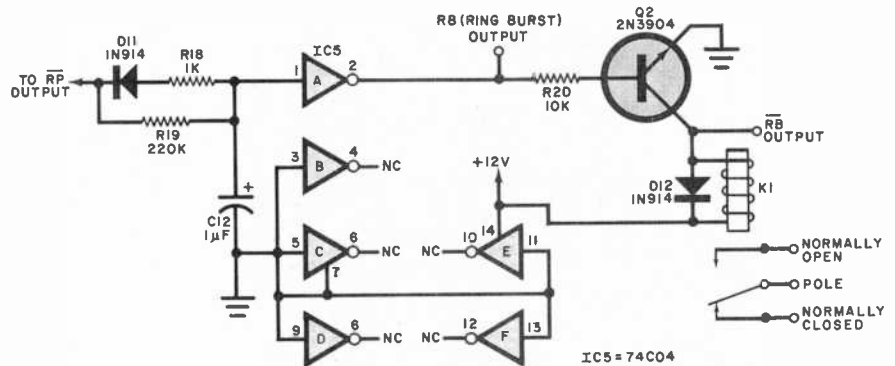 RB (RING BURST)
OUTPUT
Q2
2N3904
D11
1N914
R18
1K
IC5
TO RP
OUTPUT
1
A
2
R20
10K
R19
220K
RB
OUTPUT
3
B
4
NC
+12V
D12
1N914
K1
+
C12
1µF
14
5
C
6
NC
NC
10
E
11
7
NORMALLY
OPEN
POLE
9
D
6
NC
NC
12
F
13
NORMALLY
CLOSED
IC5=74C04